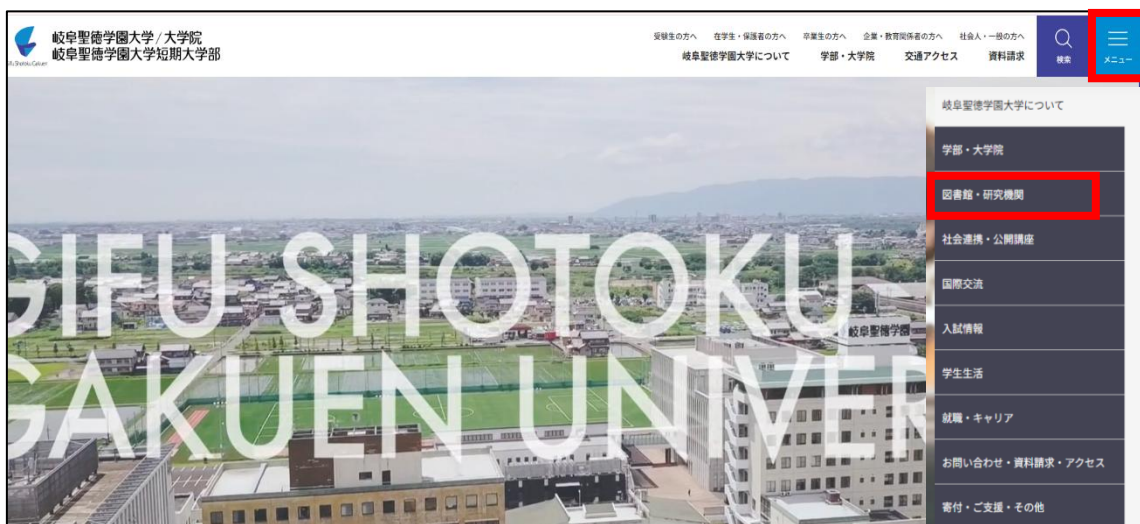 岐阜聖徳学園大学/大学院
岐阜聖徳学園大学短期大学部
Gifu Shotoku Gakuen
受験生の方へ 在学生・保護者の方へ 卒業生の方へ 企業・教育関係者の方へ 社会人・一般の方へ
岐阜聖徳学園大学について 学部・大学院 交通アクセス 資料請求
検索
メニュー
岐阜聖徳学園大学について
学部・大学院
図書館・研究機関
社会連携・公開講座
国際交流
入試情報
学生生活
就職・キャリア
お問い合わせ・資料請求・アクセス
寄付・ご支援・その他
GIFU SHOTOKU
GAKUEN UNIVER
岐阜聖徳学園